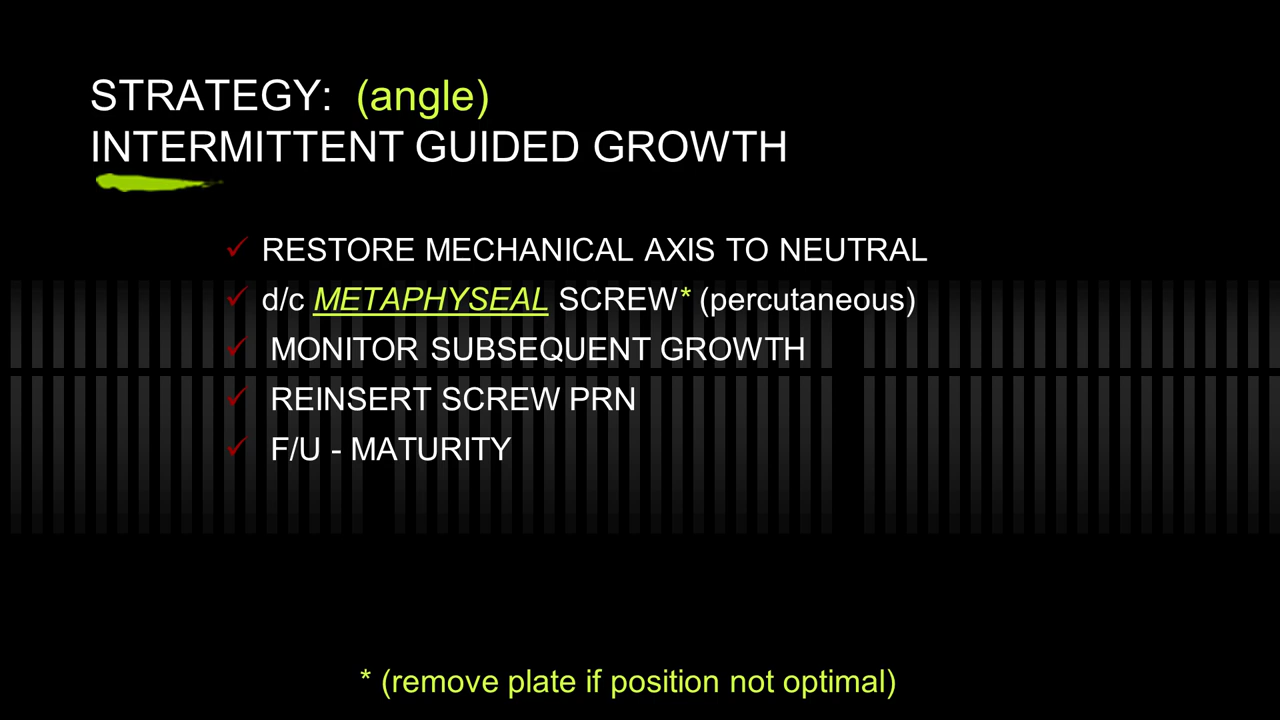 STRATEGY: (angle)
INTERMITTENT GUIDED GROWTH
RESTORE MECHANICAL AXIS TO NEUTRAL
d/c METAPHYSEAL SCREW* (percutaneous)
MONITOR SUBSEQUENT GROWTH
REINSERT SCREW PRN
F/U - MATURITY
* (remove plate if position not optimal)